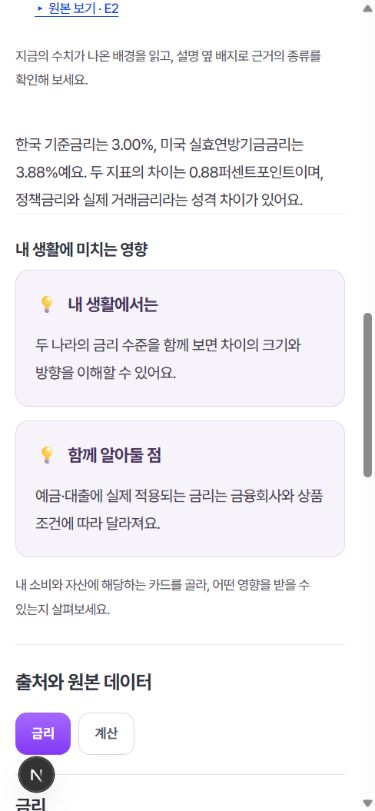 ▸ 원본 보기 · E2
지금의 수치가 나온 배경을 읽고, 설명 옆 배지로 근거의 종류를
확인해 보세요.
한국 기준금리는 3.00%, 미국 실효연방기금금리는
3.88%예요. 두 지표의 차이는 0.88퍼센트포인트이며,
정책금리와 실제 거래금리라는 성격 차이가 있어요.
내 생활에 미치는 영향
내 생활에서는
두 나라의 금리 수준을 함께 보면 차이의 크기와
방향을 이해할 수 있어요.
함께 알아둘 점
예금·대출에 실제 적용되는 금리는 금융회사와 상품
조건에 따라 달라져요.
내 소비와 자산에 해당하는 카드를 골라, 어떤 영향을 받을 수
있는지 살펴보세요.
출처와 원본 데이터
금리 계산
N
금리